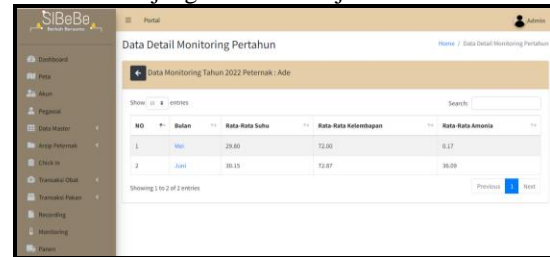 SIBeBe
Beriush Bersama
Portal
Admin
Data Detail Monitoring Pertahun
Home / Data Detail Monitoring Pertahun
Data Monitoring Tahun 2022 Peternak : Ade
Show 10 entries
Search:
NO Bulan Rata-Rata Suhu Rata-Rata Kelembapan Rata-Rata Amonia
1 Mei 29.60 72.00 0.17
2 Juni 30.15 72.87 36.09
Showing 1 to 2 of 2 entries
Previous 1 Next
Dashboard
Peta
Akun
Pegawai
Data Master
Arsip Peternak
Check In
Transaksi Obat
Transaksi Pakan
Recording
Monitoring
Panen